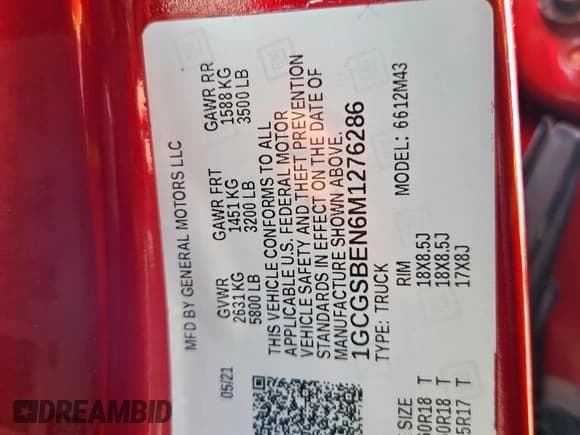 MFD BY GENERAL MOTORS LLC
05/21
GVWR GAWR FRT GAWR RR
2631 KG 1451 KG 1588 KG
5800 LB 3200 LB 3500 LB
THIS VEHICLE CONFORMS TO ALL
APPLICABLE U.S. FEDERAL MOTOR
VEHICLE SAFETY AND THEFT PREVENTION
STANDARDS IN EFFECT ON THE DATE OF
MANUFACTURE SHOWN ABOVE.
1GCGSBEN6M1276286
TYPE: TRUCK MODEL: 6612M43
SIZE RIM
0R18 T 18X8.5J
0R18 T 18X8.5J
5R17 T 17X8J
DREAMBID